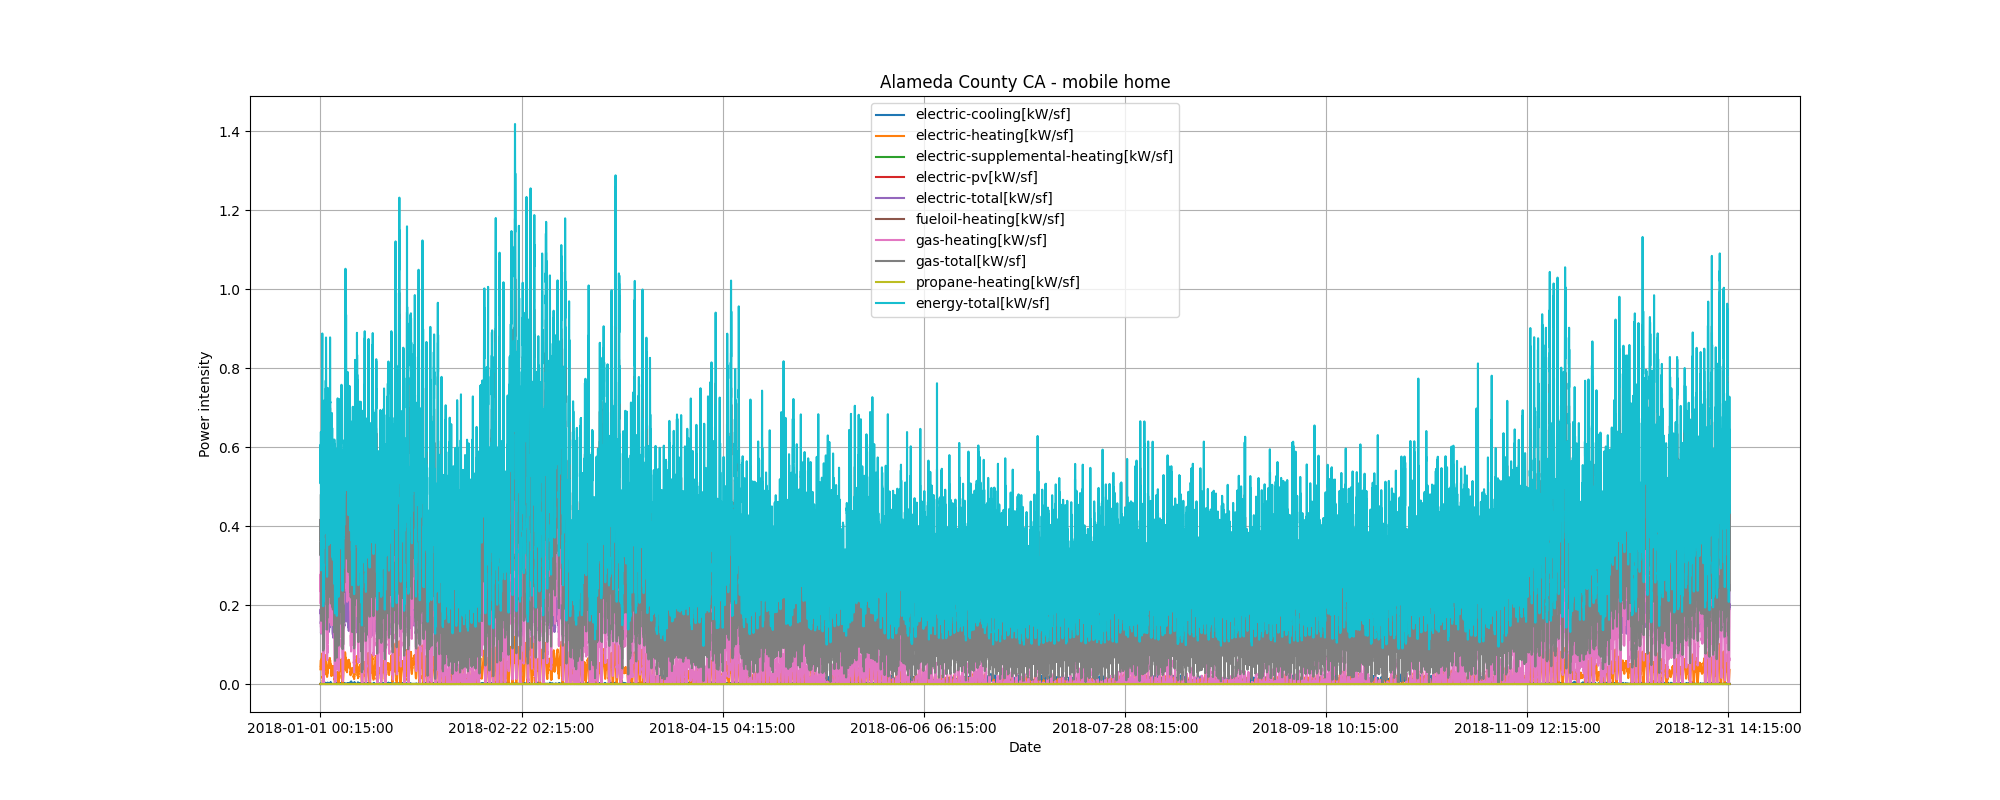 Alameda County CA - mobile home
electric-cooling[kW/sf]
electric-heating[kW/sf]
electric-supplemental-heating[kW/sf]
electric-pv[kW/sf]
electric-total[kW/sf]
fueloil-heating[kW/sf]
gas-heating[kW/sf]
gas-total[kW/sf]
propane-heating[kW/sf]
energy-total[kW/sf]
Power intensity
1.4
1.2
1.0
0.8
0.6
0.4
0.2
0.0
2018-01-01 00:15:00 2018-02-22 02:15:00 2018-04-15 04:15:00 2018-06-06 06:15:00 2018-07-28 08:15:00 2018-09-18 10:15:00 2018-11-09 12:15:00 2018-12-31 14:15:00
Date